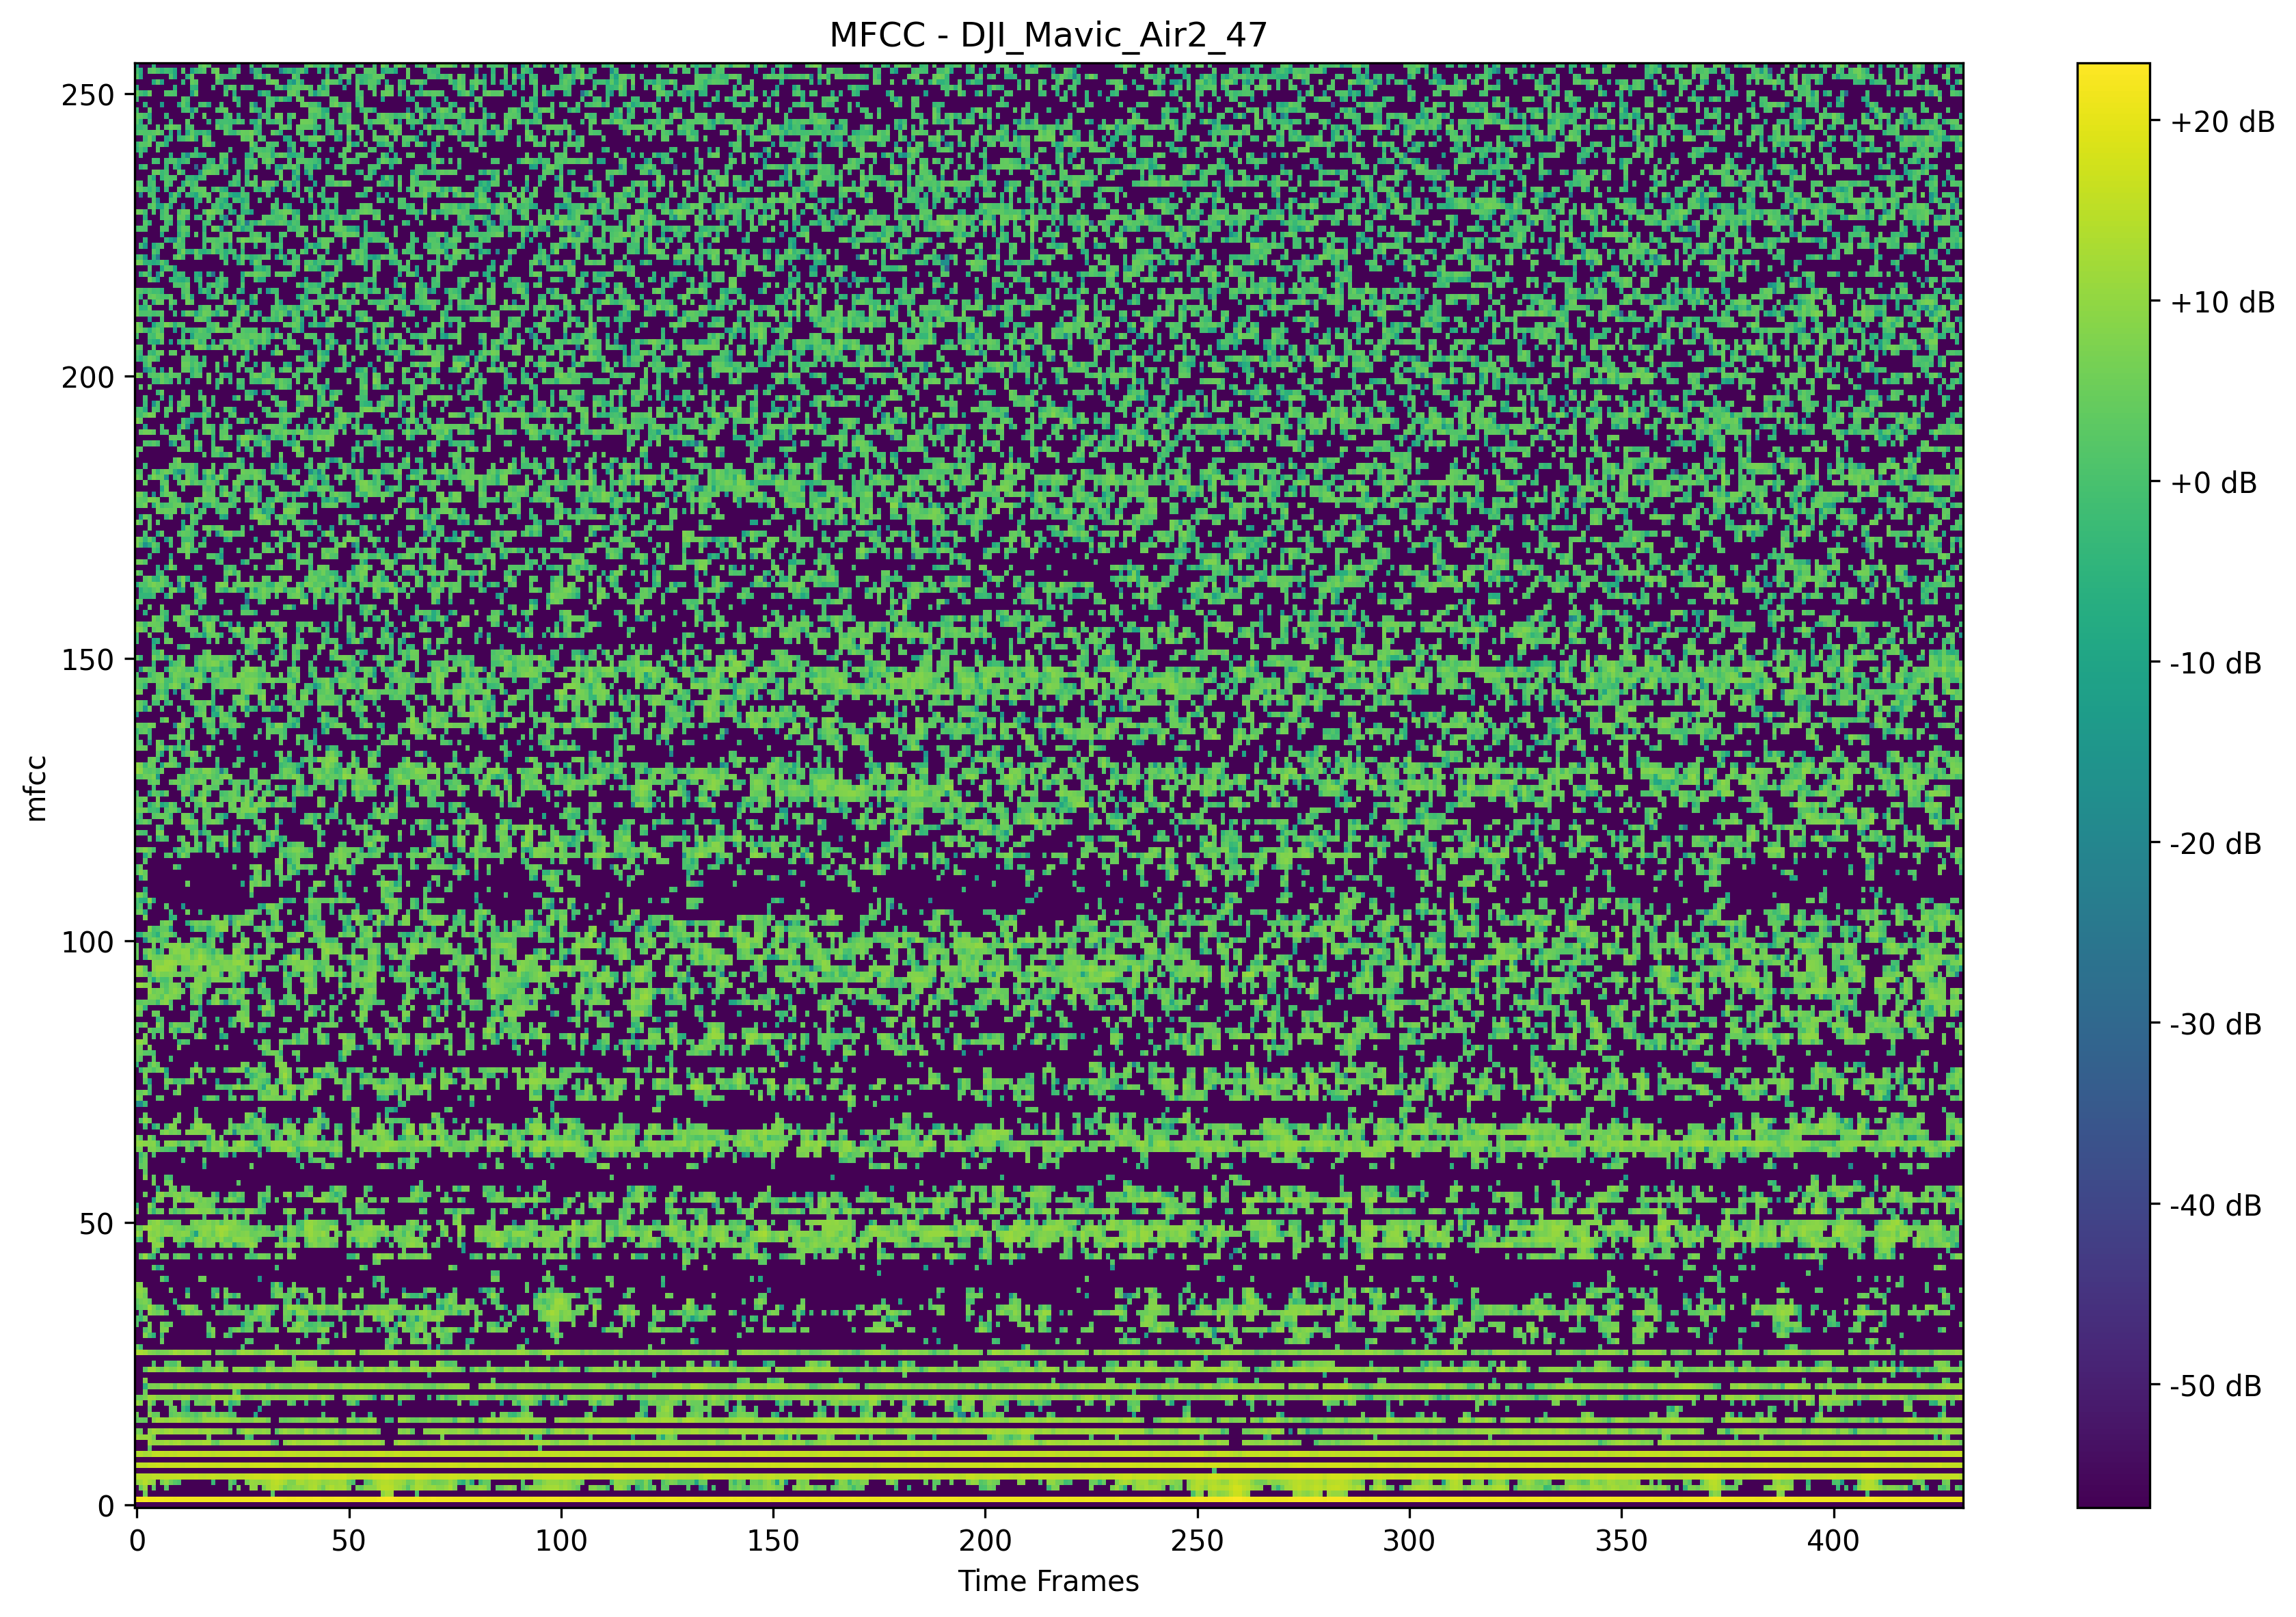 MFCC - DJI_Mavic_Air2_47
250
200
150
100
50
0
mfcc
0 50 100 150 200 250 300 350 400
Time Frames
+20 dB
+10 dB
+0 dB
-10 dB
-20 dB
-30 dB
-40 dB
-50 dB